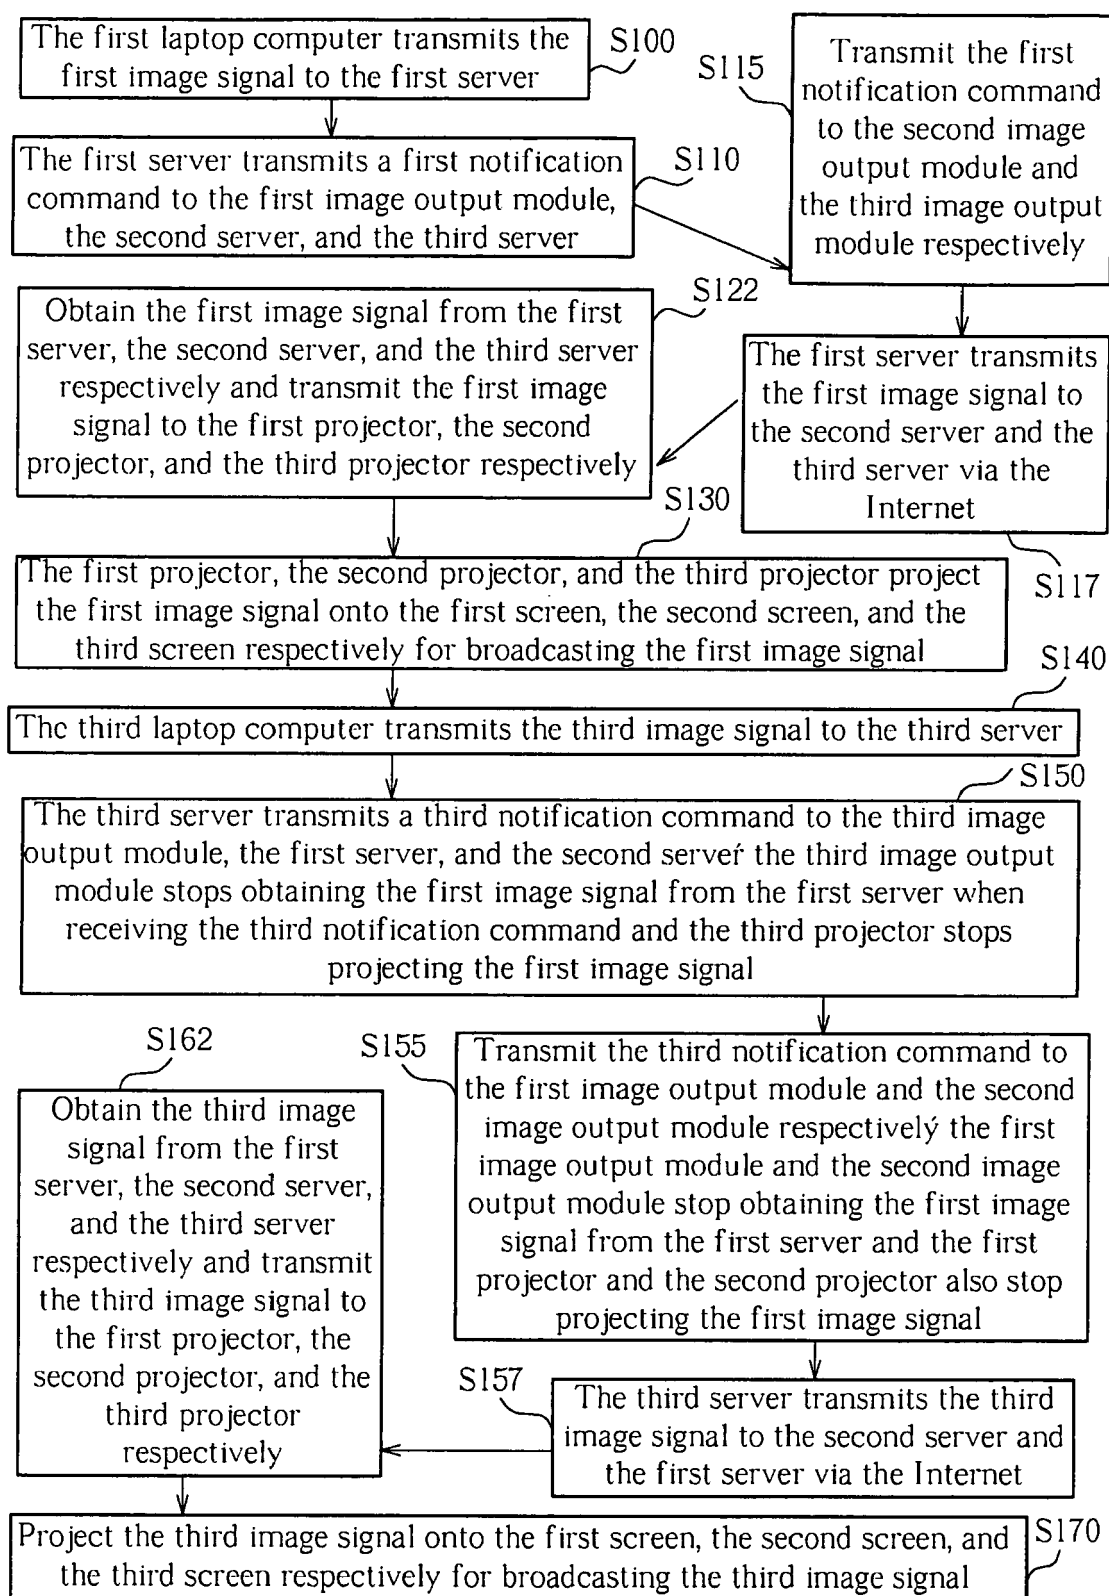 The first laptop computer transmits the
first image signal to the first server
S100
The first server transmits a first notification
command to the first image output module,
the second server, and the third server
S110
S115
Transmit the first
notification command
to the second image
output module and
the third image output
module respectively
The first server transmits
the first image signal to
the second server and the
third server via the
Internet
S117
S122
Obtain the first image signal from the first
server, the second server, and the third server
respectively and transmit the first image
signal to the first projector, the second
projector, and the third projector respectively
S130
The first projector, the second projector, and the third projector project
the first image signal onto the first screen, the second screen, and the
third screen respectively for broadcasting the first image signal
S140
The third laptop computer transmits the third image signal to the third server
S150
The third server transmits a third notification command to the third image
output module, the first server, and the second server the third image output
module stops obtaining the first image signal from the first server when
receiving the third notification command and the third projector stops
projecting the first image signal
S155
Transmit the third notification command to
the first image output module and the second
image output module respectively the first
image output module and the second image
output module stop obtaining the first image
signal from the first server and the first
projector and the second projector also stop
projecting the first image signal
S157
The third server transmits the third
image signal to the second server and
the first server via the Internet
S162
Obtain the third image
signal from the first
server, the second server,
and the third server
respectively and transmit
the third image signal to
the first projector, the
second projector, and the
third projector
respectively
Project the third image signal onto the first screen, the second screen, and
the third screen respectively for broadcasting the third image signal
S170